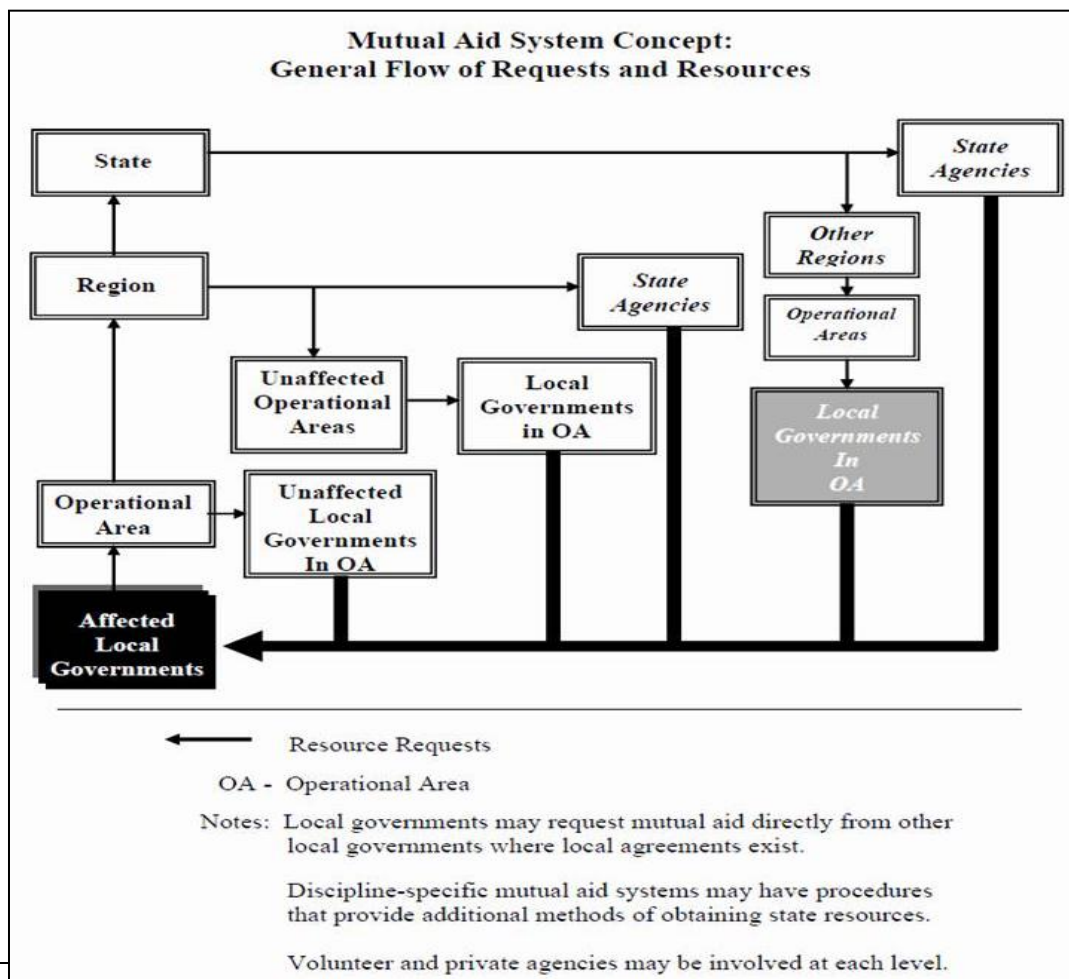 Mutual Aid System Concept:
General Flow of Requests and Resources
State
State
Agencies
Other
Regions
Region
State
Agencies
Operational
Areas
Unaffected
Operational
Areas
Local
Governments
in OA
Local
Governments
In
OA
Operational
Area
Unaffected
Local
Governments
In OA
Affected
Local
Governments
Resource Requests
OA - Operational Area
Notes: Local governments may request mutual aid directly from other
local governments where local agreements exist.
Discipline-specific mutual aid systems may have procedures
that provide additional methods of obtaining state resources.
Volunteer and private agencies may be involved at each level.